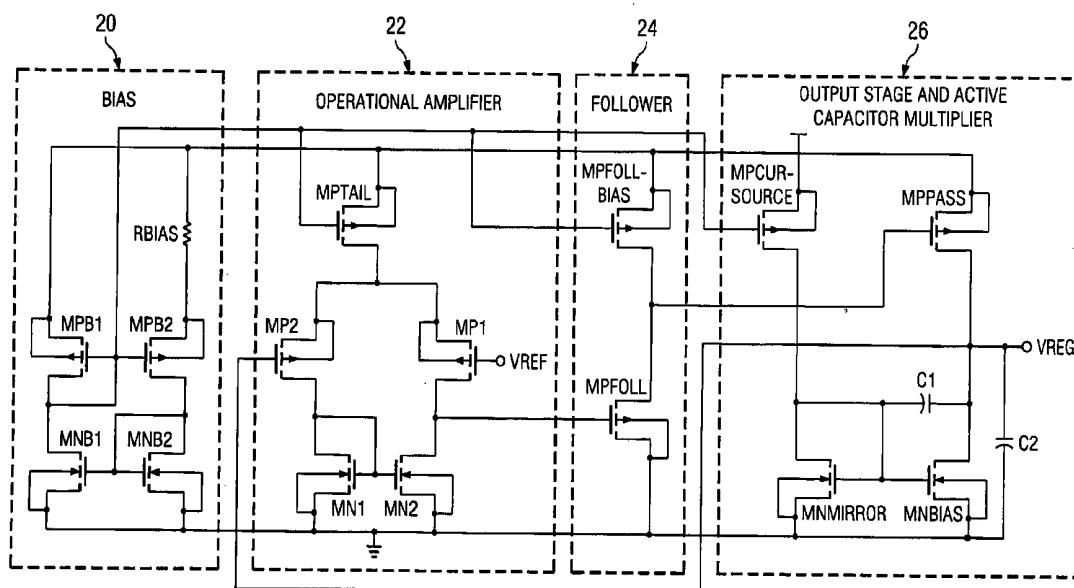 20
22
24
26
BIAS
OPERATIONAL AMPLIFIER
FOLLOWER
OUTPUT STAGE AND ACTIVE
CAPACITOR MULTIPLIER
MPTAIL
MPFOLL-
BIAS
MPCUR-
SOURCE
MPPASS
RBIAS
MPB1
MPB2
MP2
MP1
VREF
VREG
MPFOLL
C1
C2
MNB1
MNB2
MN1
MN2
MNMIRROR
MNBIAS